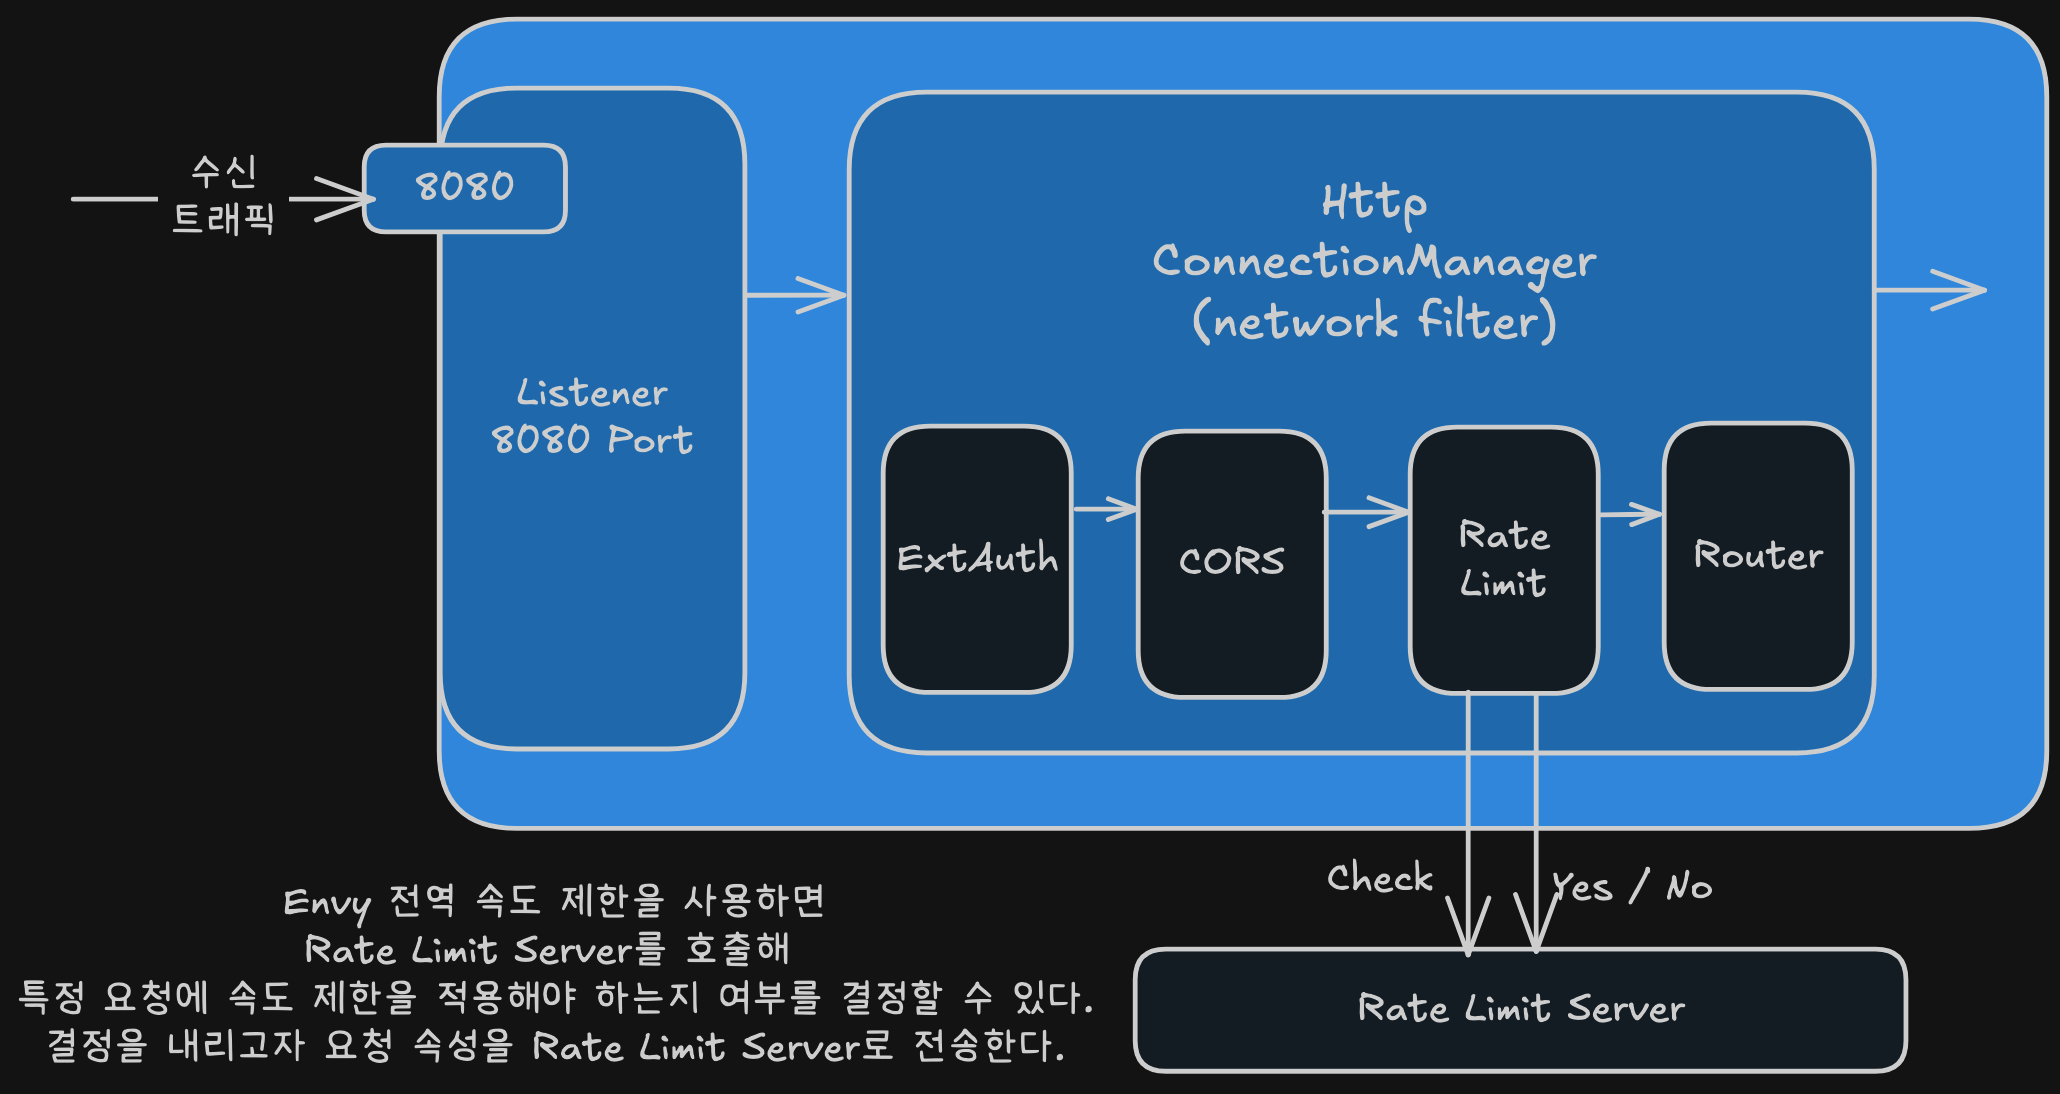 수신
트래픽
8080
Listener
8080 Port
Http
ConnectionManager
(network filter)
ExtAuth
CORS
Rate
Limit
Router
Check
Yes / No
Envy 전역 속도 제한을 사용하면
Rate Limit Server를 호출해
특정 요청에 속도 제한을 적용해야 하는지 여부를 결정할 수 있다.
결정을 내리고자 요청 속성을 Rate Limit Server로 전송한다.
Rate Limit Server